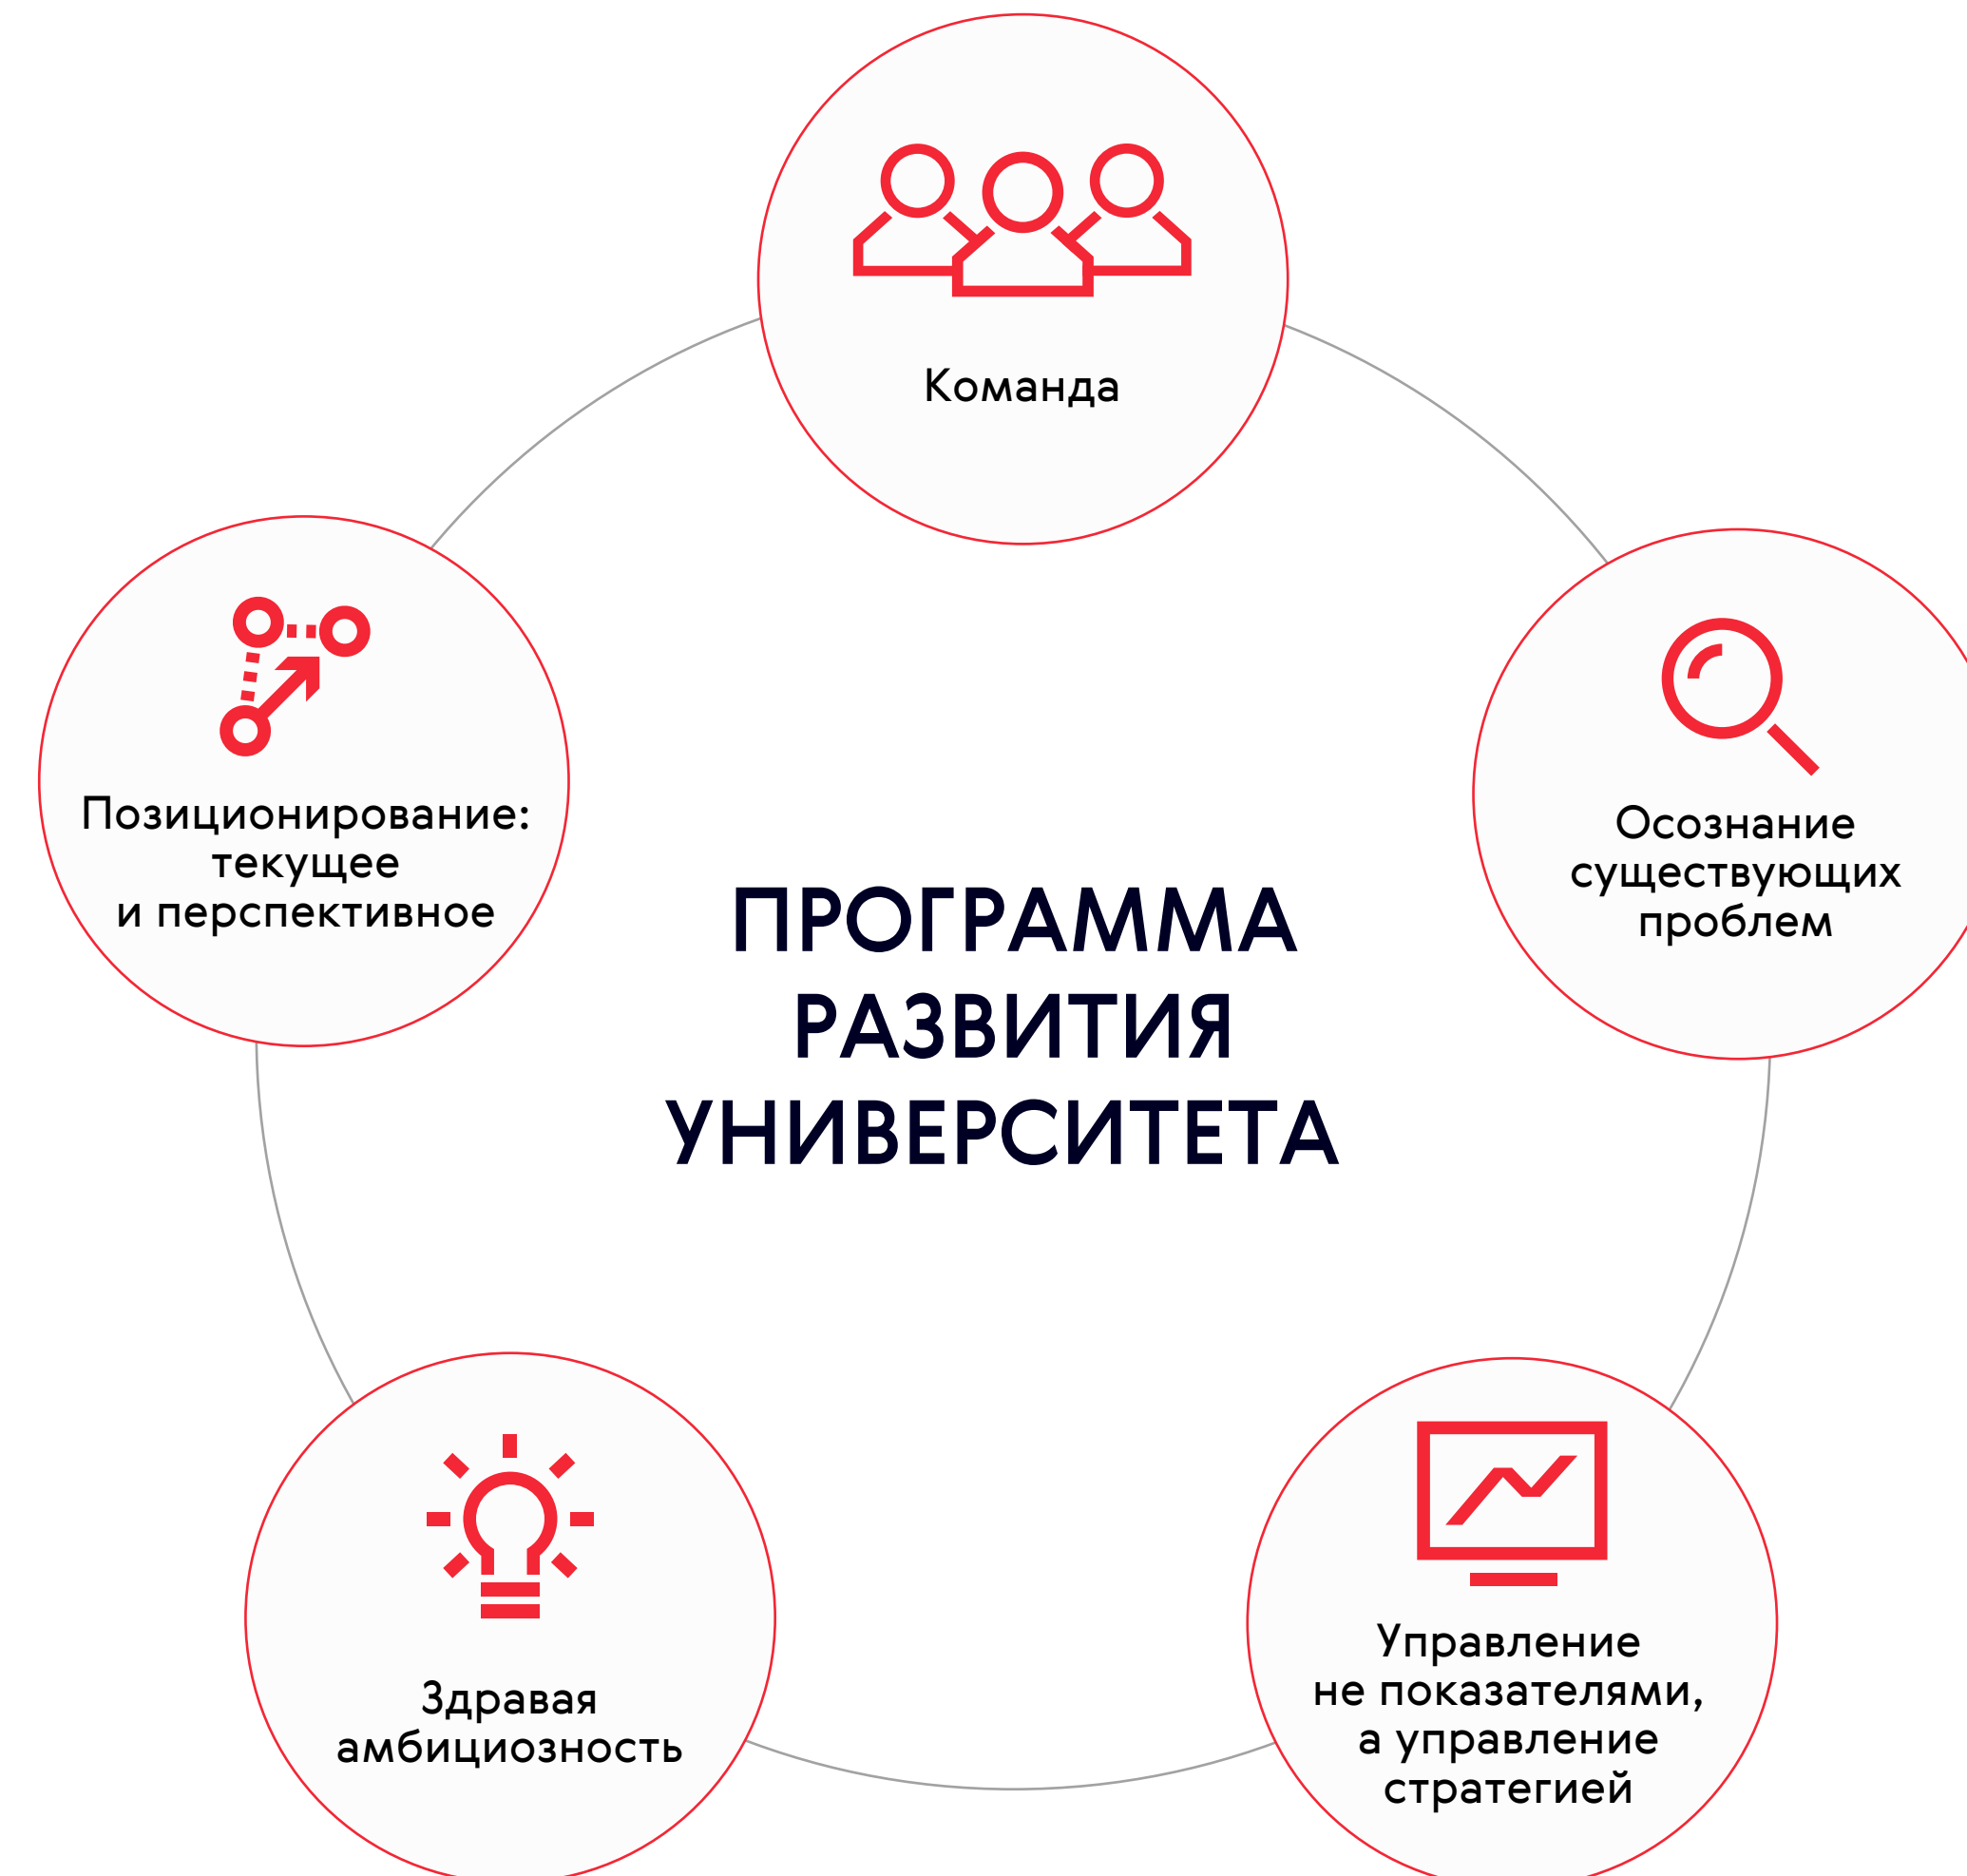 Команда
Позиционирование:
текущее
и перспективное
Осознание
существующих
проблем
ПРОГРАММА
РАЗВИТИЯ
УНИВЕРСИТЕТА
Здравая
амбициозность
Управление
не показателями,
а управление
стратегией